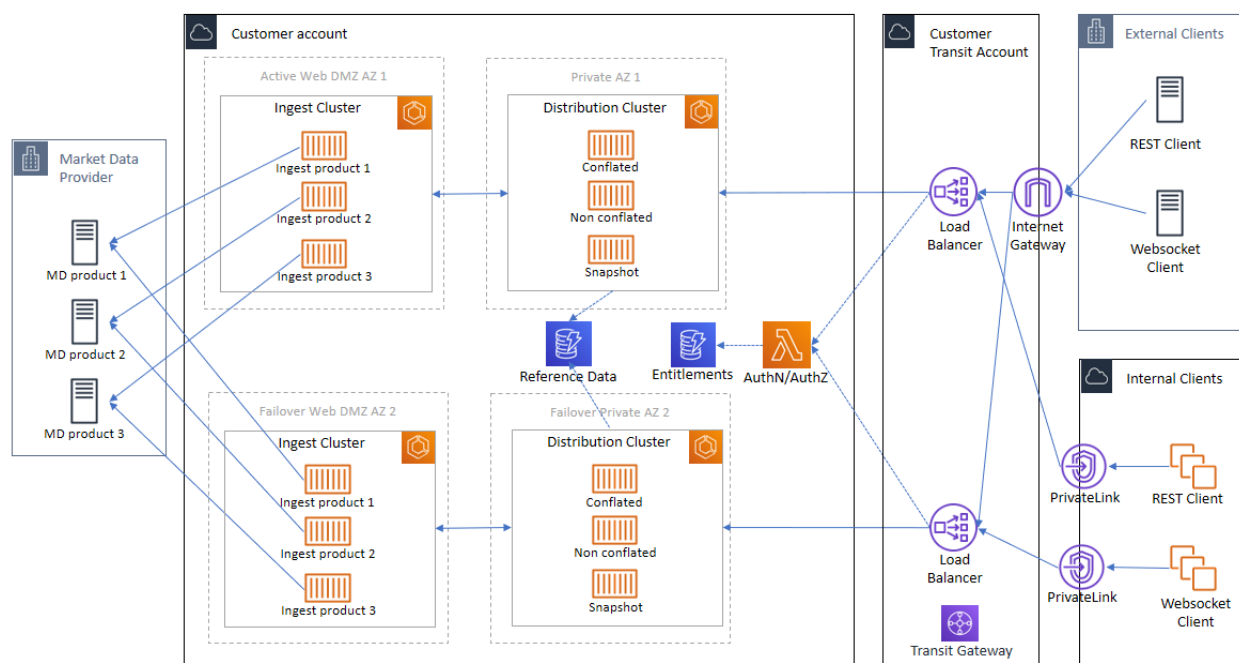 Customer account
Customer
Transit Account
External Clients
Active Web DMZ AZ 1
Private AZ 1
Ingest Cluster
Distribution Cluster
Market Data
Provider
Ingest product 1
Ingest product 2
Ingest product 3
Conflated
Non conflated
Snapshot
REST Client
Websocket
Client
Load
Balancer
Internet
Gateway
MD product 1
MD product 2
MD product 3
Reference Data
Entitlements
AuthN/AuthZ
Internal Clients
Failover Web DMZ AZ 2
Failover Private AZ 2
Ingest Cluster
Distribution Cluster
Ingest product 1
Ingest product 2
Ingest product 3
Conflated
Non conflated
Snapshot
Load
Balancer
PrivateLink
REST Client
PrivateLink
Websocket
Client
Transit Gateway